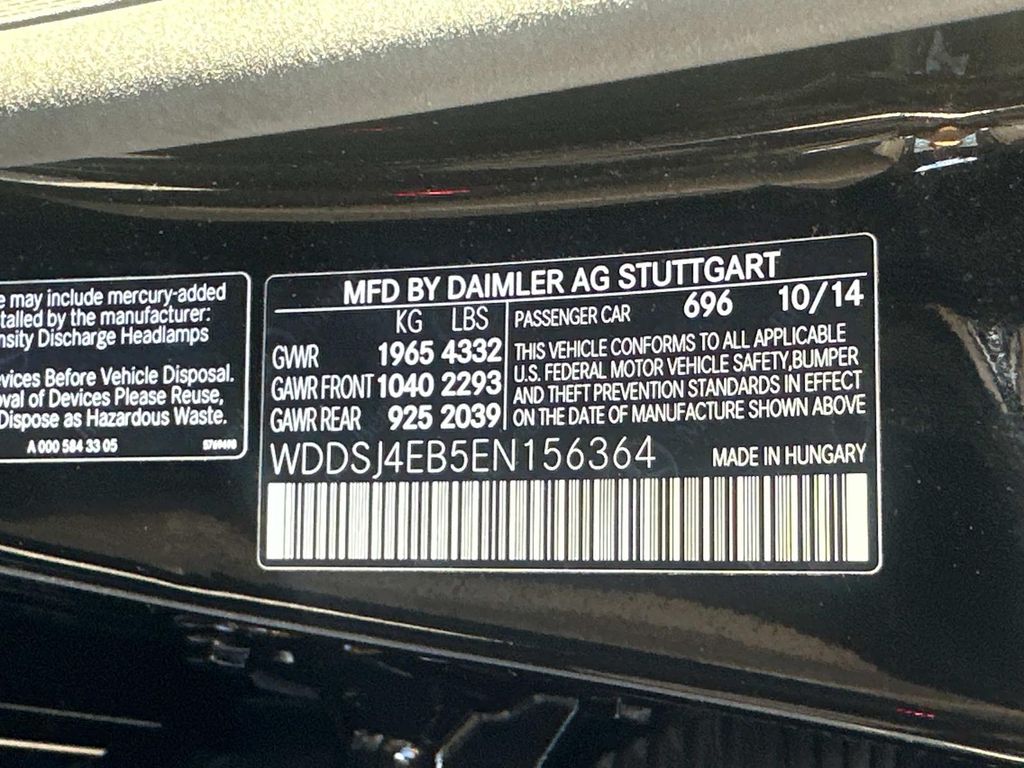 e may include mercury-added
talled by the manufacturer:
nsity Discharge Headlamps
evices Before Vehicle Disposal.
oval of Devices Please Reuse,
Dispose as Hazardous Waste.
A 000 584 33 05
MFD BY DAIMLER AG STUTTGART
KG LBS
GVWR 1965 4332
GAWR FRONT 1040 2293
GAWR REAR 925 2039
PASSENGER CAR 696 10/14
THIS VEHICLE CONFORMS TO ALL APPLICABLE
U.S. FEDERAL MOTOR VEHICLE SAFETY,BUMPER
AND THEFT PREVENTION STANDARDS IN EFFECT
ON THE DATE OF MANUFACTURE SHOWN ABOVE
WDDSJ4EB5EN156364 MADE IN HUNGARY